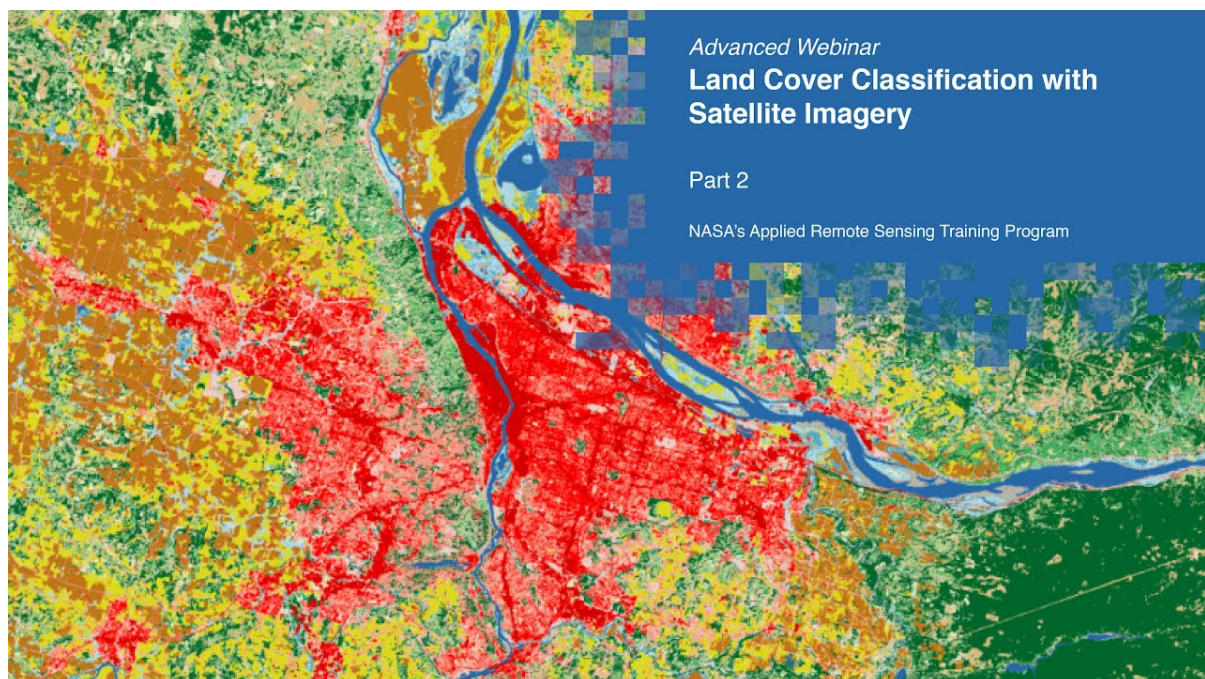 Advanced Webinar
Land Cover Classification with
Satellite Imagery
Part 2
NASA's Applied Remote Sensing Training Program